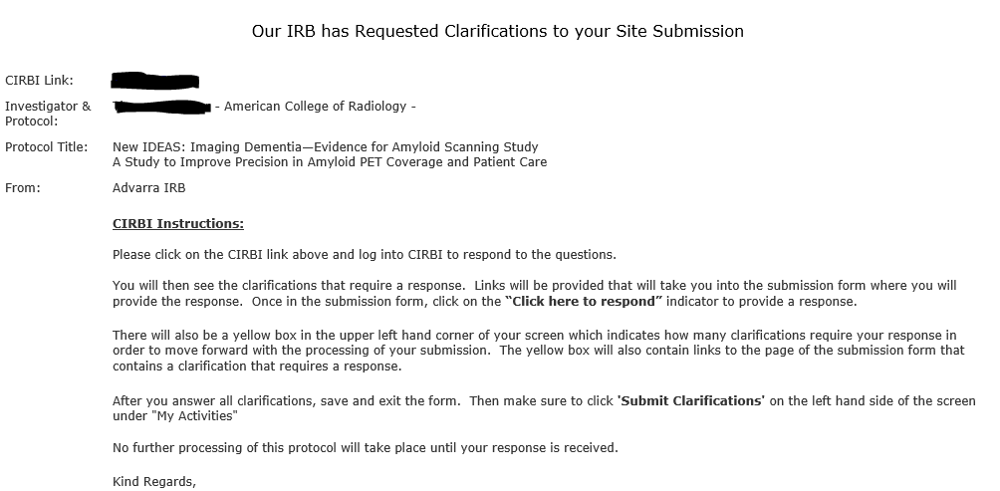 Our IRB has Requested Clarifications to your Site Submission
CIRBI Link:
Investigator & Protocol: - American College of Radiology -
Protocol Title: New IDEAS: Imaging Dementia—Evidence for Amyloid Scanning Study
A Study to Improve Precision in Amyloid PET Coverage and Patient Care
From: Advarra IRB
CIRBI Instructions:
Please click on the CIRBI link above and log into CIRBI to respond to the questions.
You will then see the clarifications that require a response. Links will be provided that will take you into the submission form where you will
provide the response. Once in the submission form, click on the “Click here to respond” indicator to provide a response.
There will also be a yellow box in the upper left hand corner of your screen which indicates how many clarifications require your response in
order to move forward with the processing of your submission. The yellow box will also contain links to the page of the submission form that
contains a clarification that requires a response.
After you answer all clarifications, save and exit the form. Then make sure to click 'Submit Clarifications' on the left hand side of the screen
under "My Activities"
No further processing of this protocol will take place until your response is received.
Kind Regards,